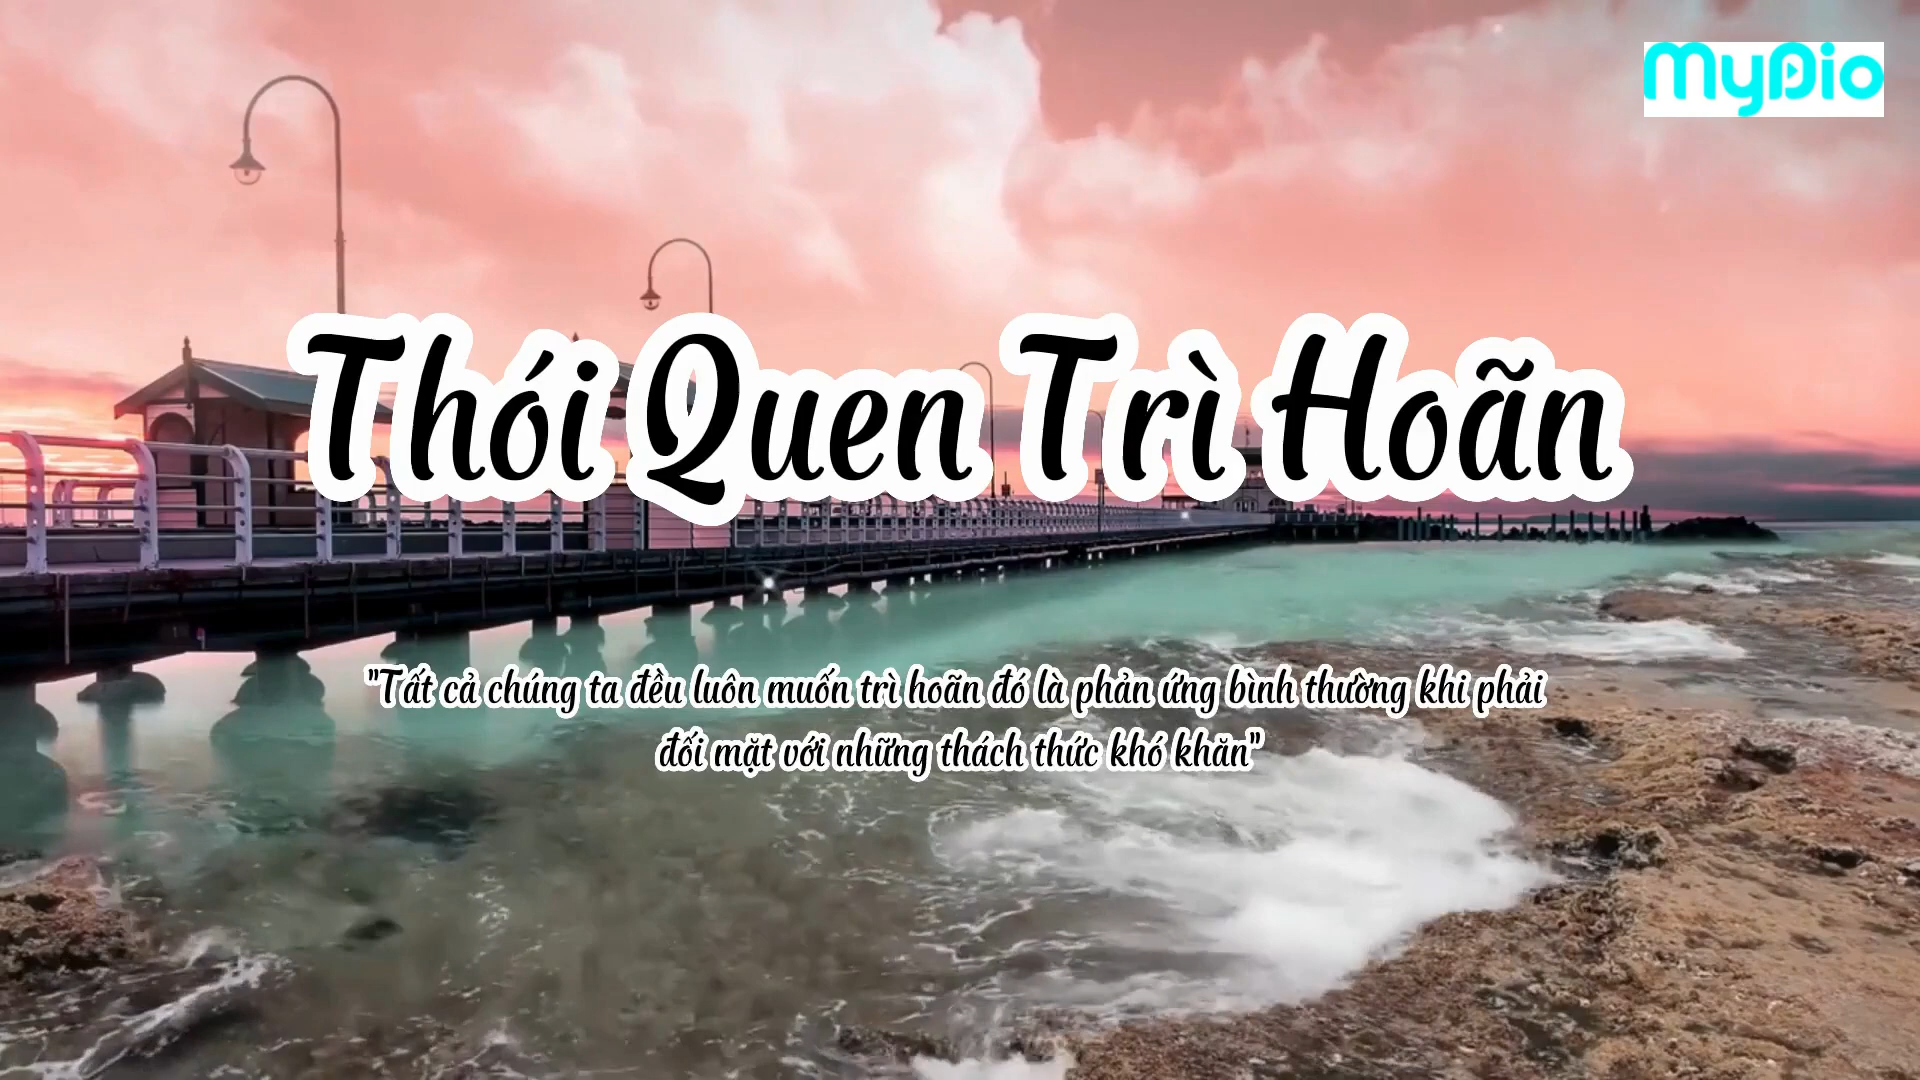 MyDio
Thói Quen Trì Hoãn
"Tất cả chúng ta đều luôn muốn trì hoãn đó là phản ứng bình thường khi phải
đối mặt với những thách thức khó khăn"